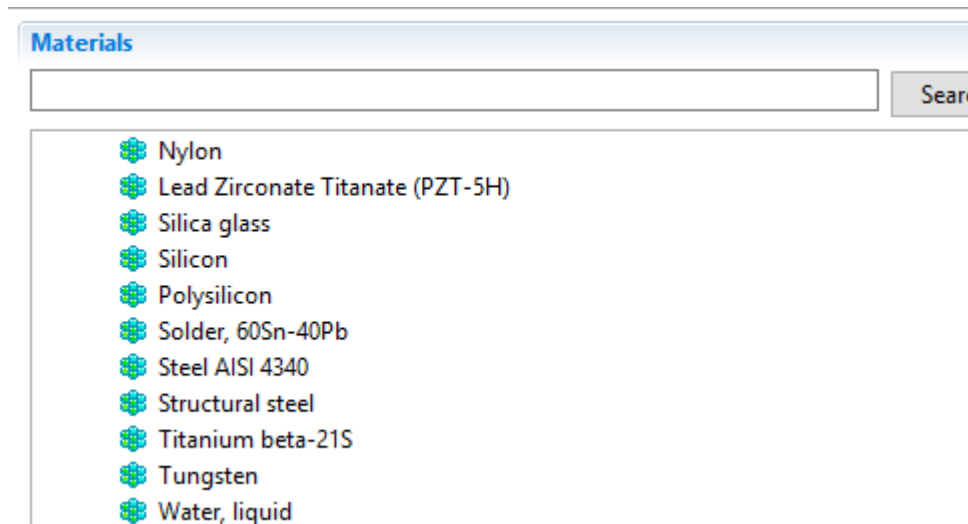 Materials
Sear
Nylon
Lead Zirconate Titanate (PZT-5H)
Silica glass
Silicon
Polysilicon
Solder, 60Sn-40Pb
Steel AISI 4340
Structural steel
Titanium beta-21S
Tungsten
Water, liquid